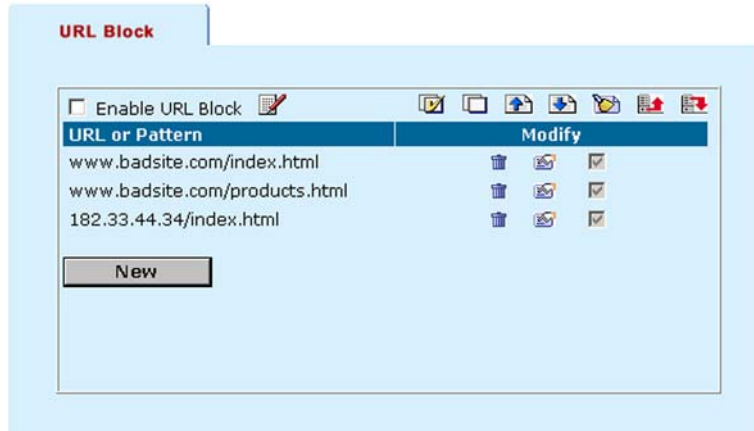 URL Block
Enable URL Block
URL or Pattern Modify
www.badsite.com/index.html
www.badsite.com/products.html
182.33.44.34/index.html
New